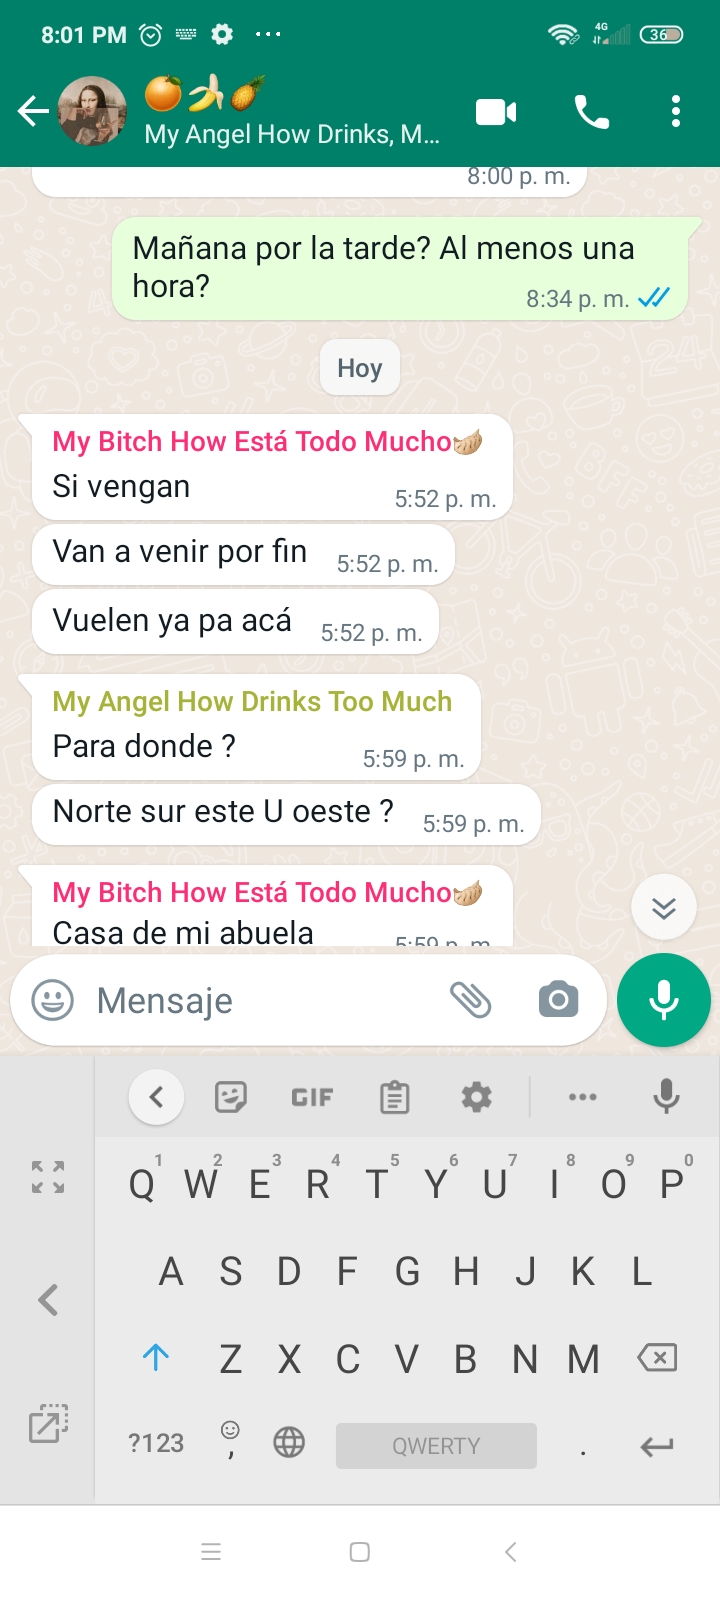 8:01 PM
4G
36
🍊🍌🍍
My Angel How Drinks, M...
8:00 p. m.
Mañana por la tarde? Al menos una
hora?
8:34 p. m.
Hoy
My Bitch How Está Todo Mucho🥟
Si vengan
5:52 p. m.
Van a venir por fin
5:52 p. m.
Vuelen ya pa acá
5:52 p. m.
My Angel How Drinks Too Much
Para donde ?
5:59 p. m.
Norte sur este U oeste ?
5:59 p. m.
My Bitch How Está Todo Mucho🥟
Casa de mi abuela
5:59 p. m.
Mensaje
GIF
1 2 3 4 5 6 7 8 9 0
Q W E R T Y U I O P
A S D F G H J K L
Z X C V B N M
?123 , QWERTY .